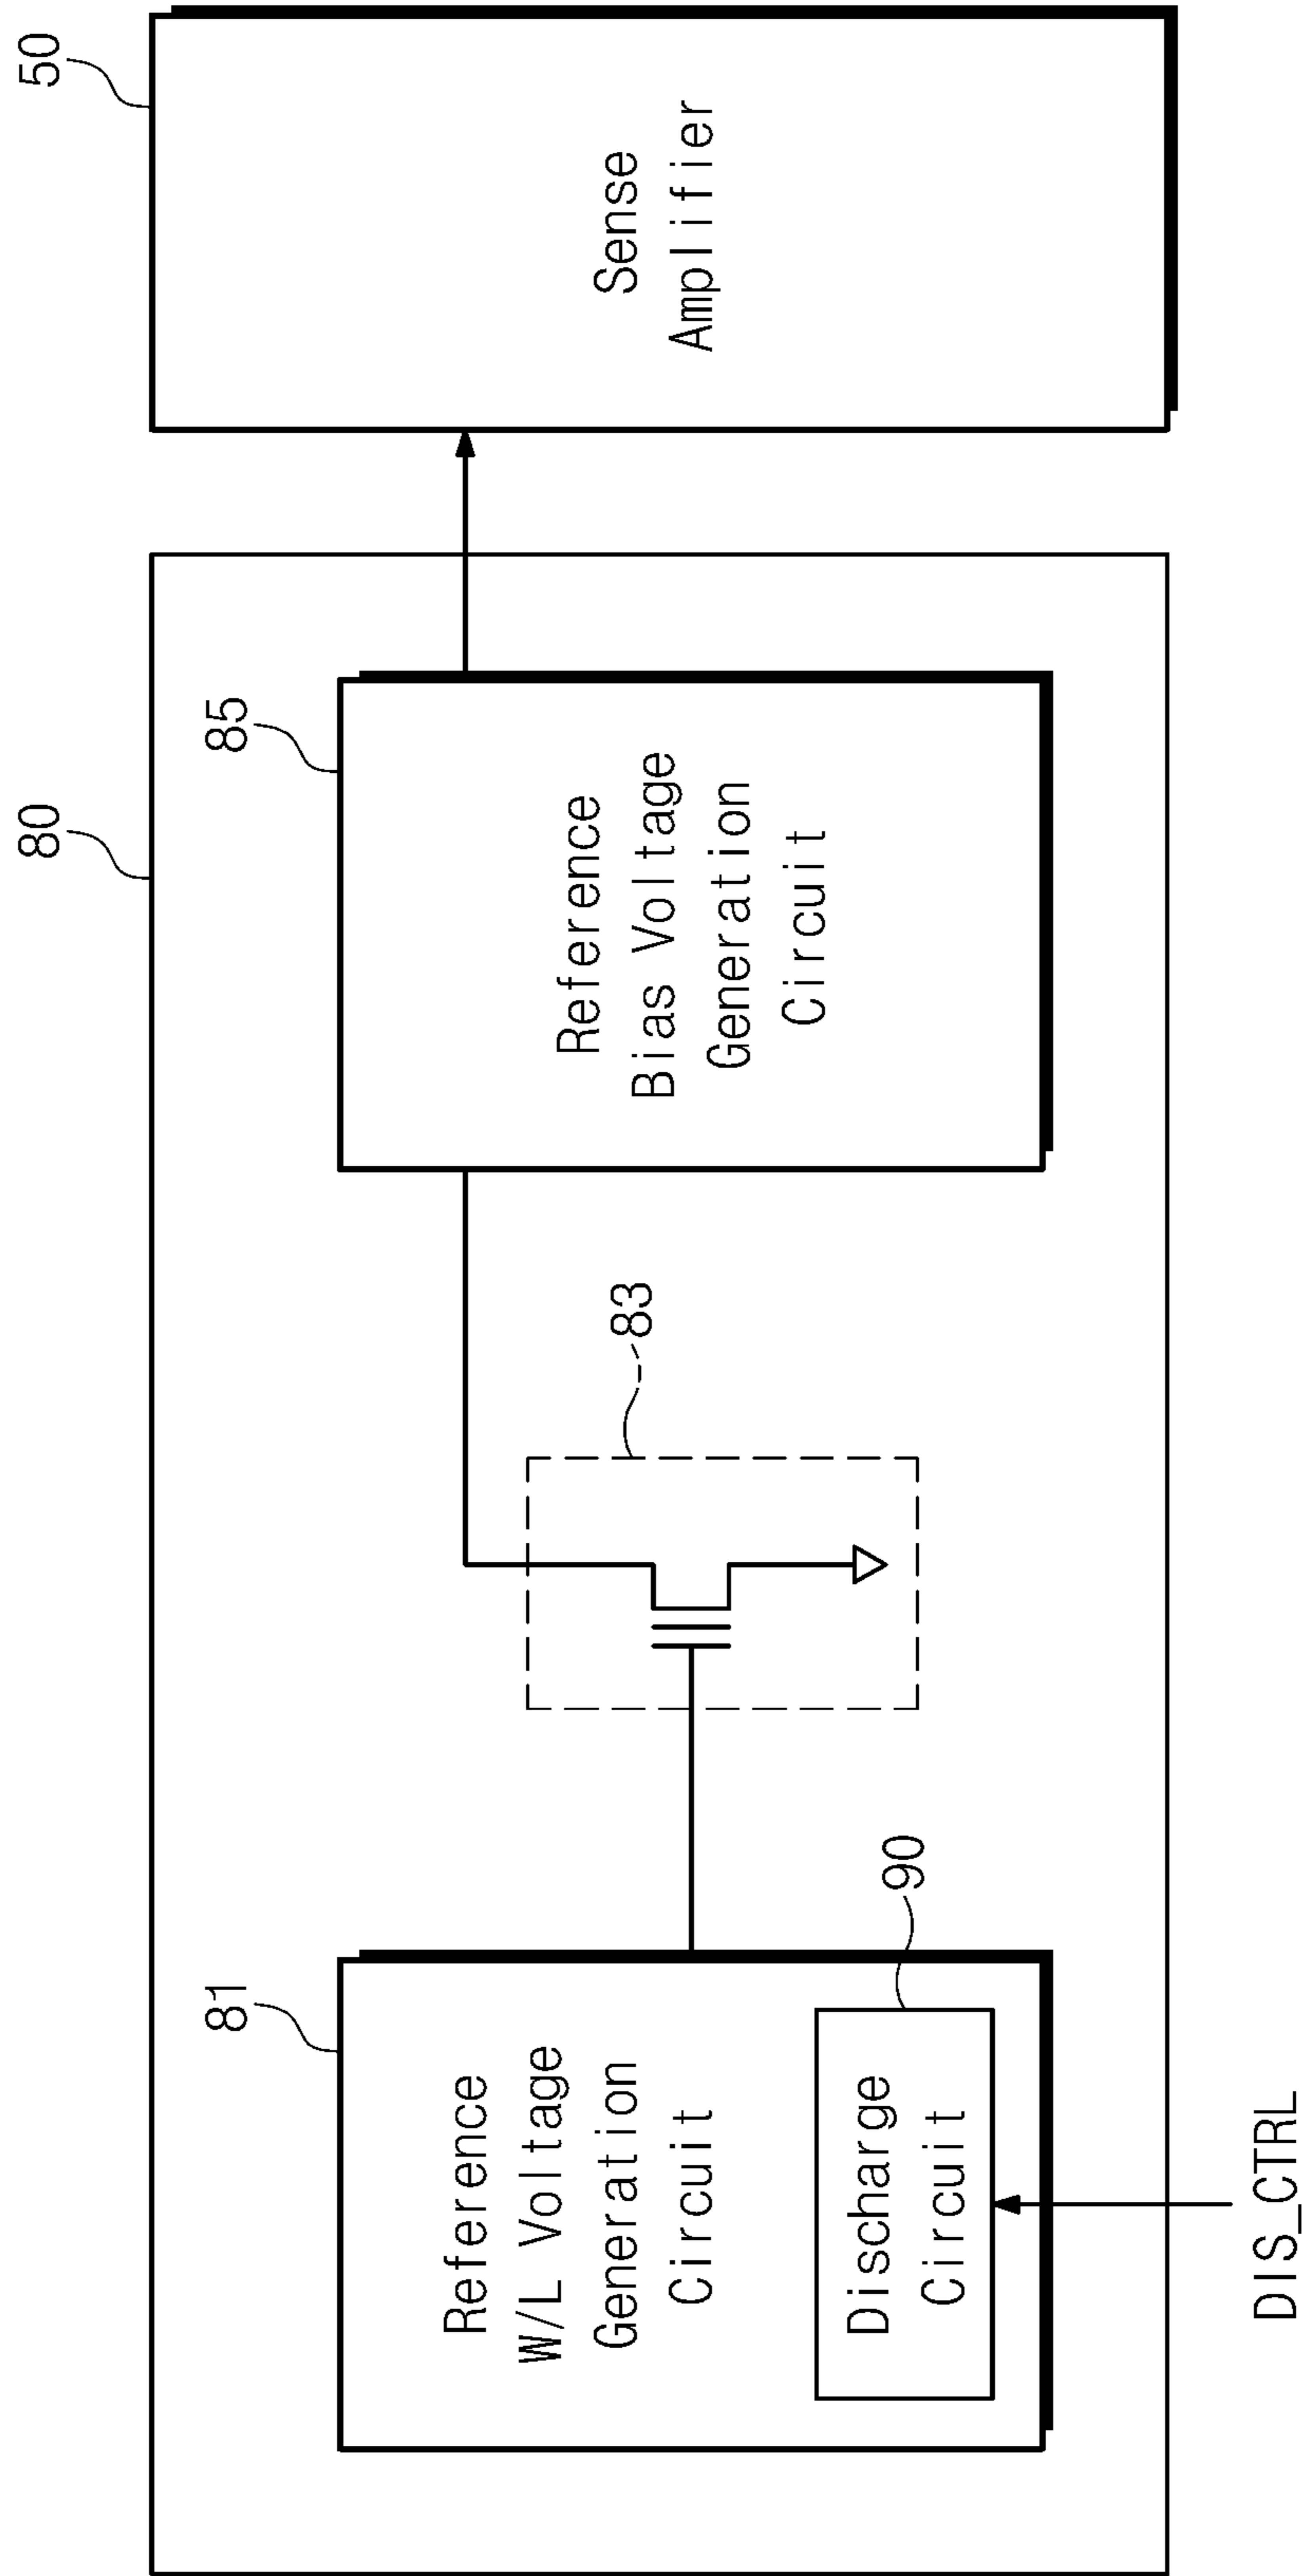 80
50
81
Reference
W/L Voltage
Generation
Circuit
90
Discharge
Circuit
83
85
Reference
Bias Voltage
Generation
Circuit
Sense
Amplifier
DIS_CTRL